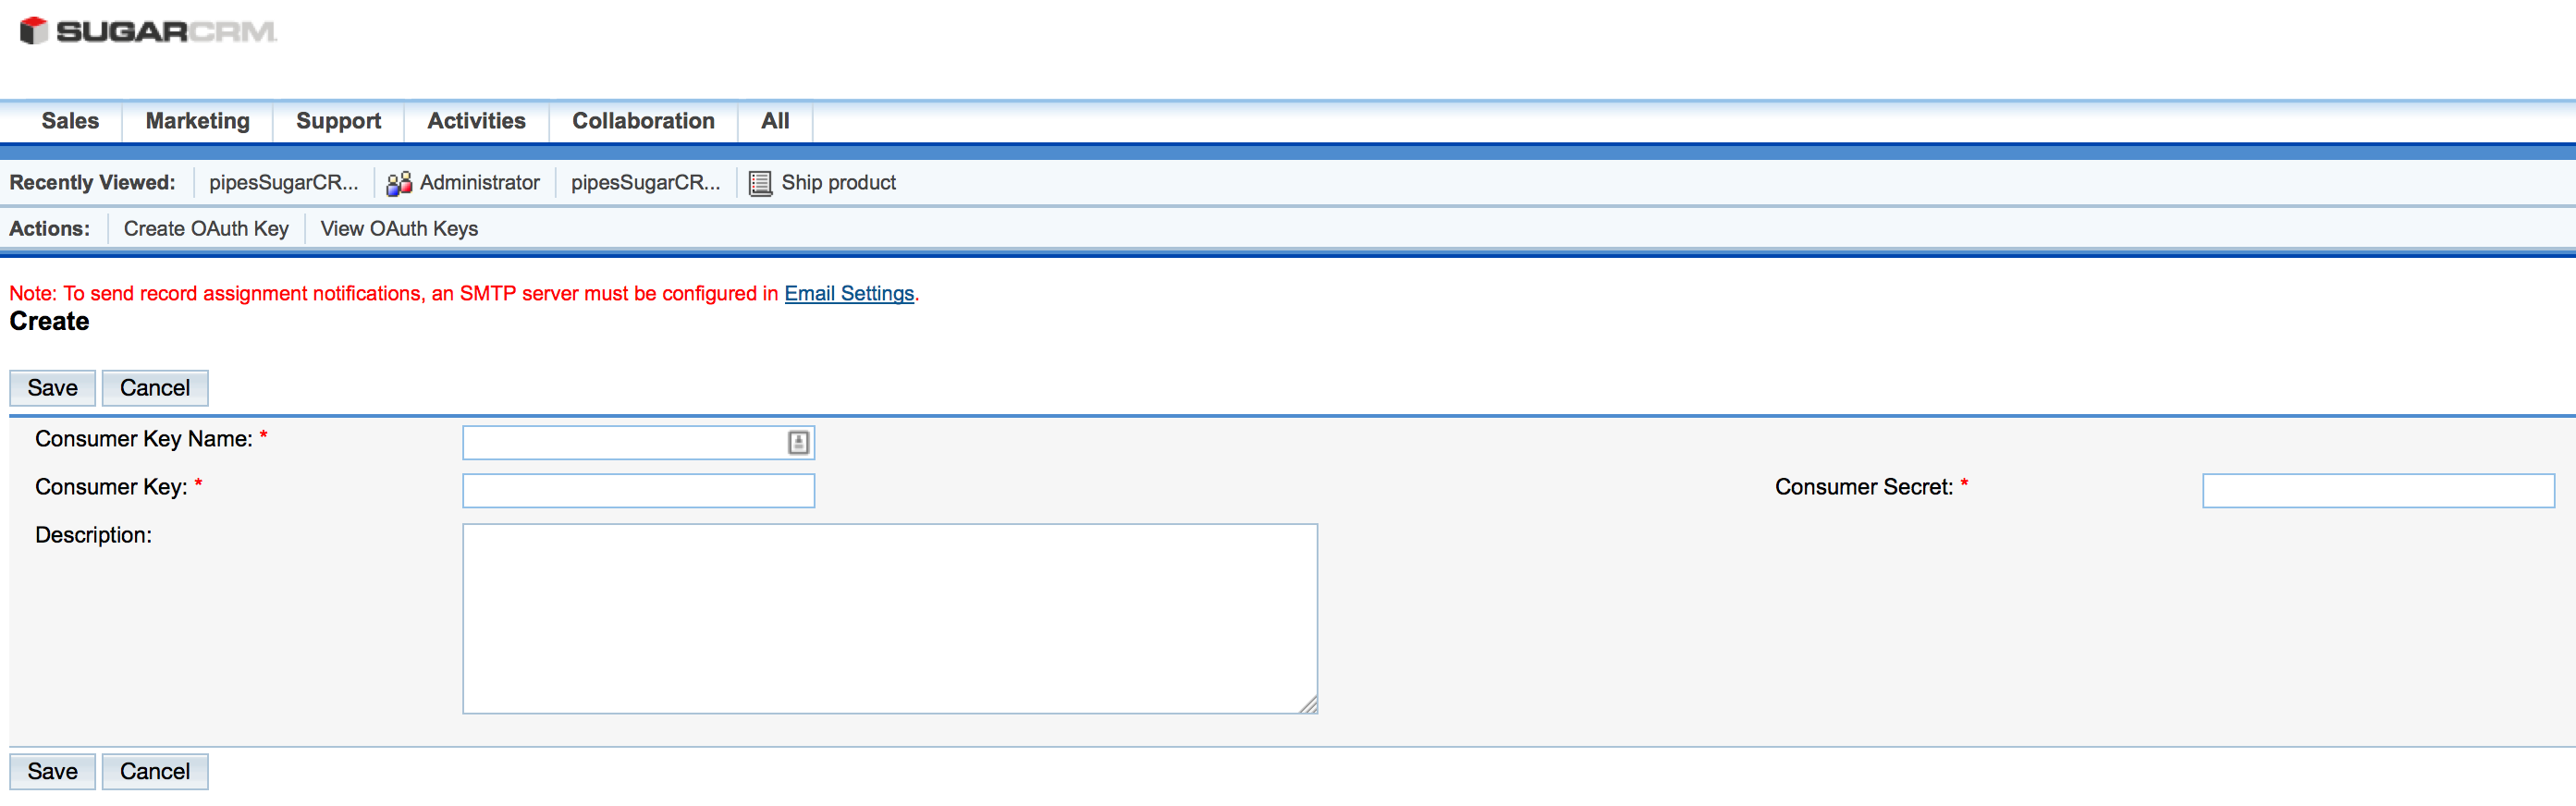 SUGARCRM.
Sales Marketing Support Activities Collaboration All
Recently Viewed: pipesSugarCR... Administrator pipesSugarCR... Ship product
Actions: Create OAuth Key View OAuth Keys
Note: To send record assignment notifications, an SMTP server must be configured in Email Settings.
Create
Save Cancel
Consumer Key Name: *
Consumer Key: * Consumer Secret: *
Description:
Save Cancel